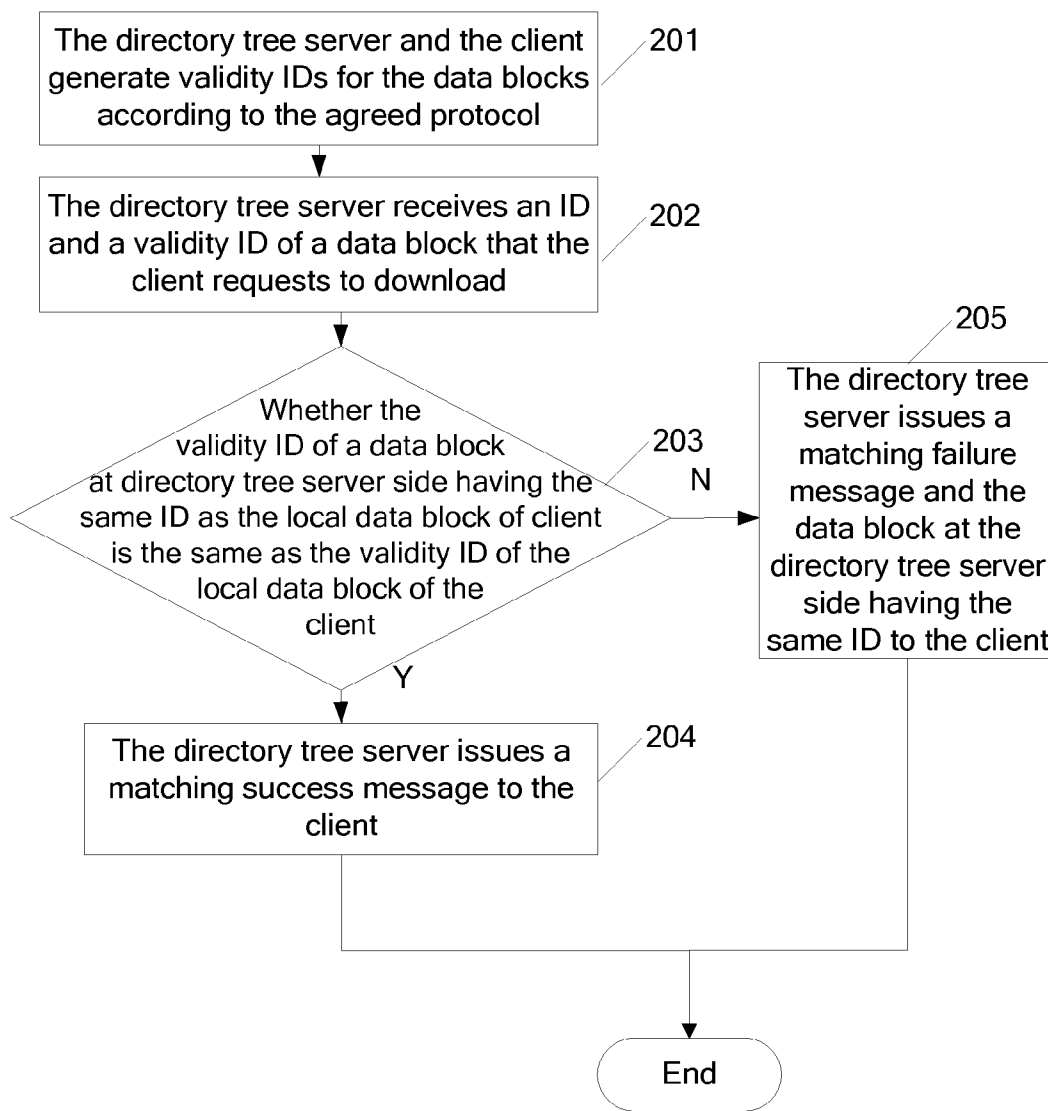 The directory tree server and the client
generate validity IDs for the data blocks
according to the agreed protocol
201
The directory tree server receives an ID
and a validity ID of a data block that the
client requests to download
202
Whether the
validity ID of a data block
at directory tree server side having the
same ID as the local data block of client
is the same as the validity ID of the
local data block of the
client
203
N
Y
205
The directory tree
server issues a
matching failure
message and the
data block at the
directory tree server
side having the
same ID to the client
The directory tree server issues a
matching success message to the
client
204
End